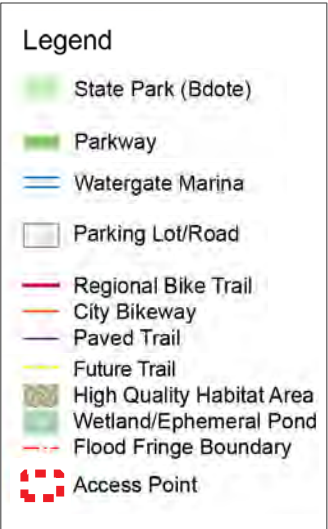 Legend
State Park (Bdote)
Parkway
Watergate Marina
Parking Lot/Road
Regional Bike Trail
City Bikeway
Paved Trail
Future Trail
High Quality Habitat Area
Wetland/Ephemeral Pond
Flood Fringe Boundary
Access Point